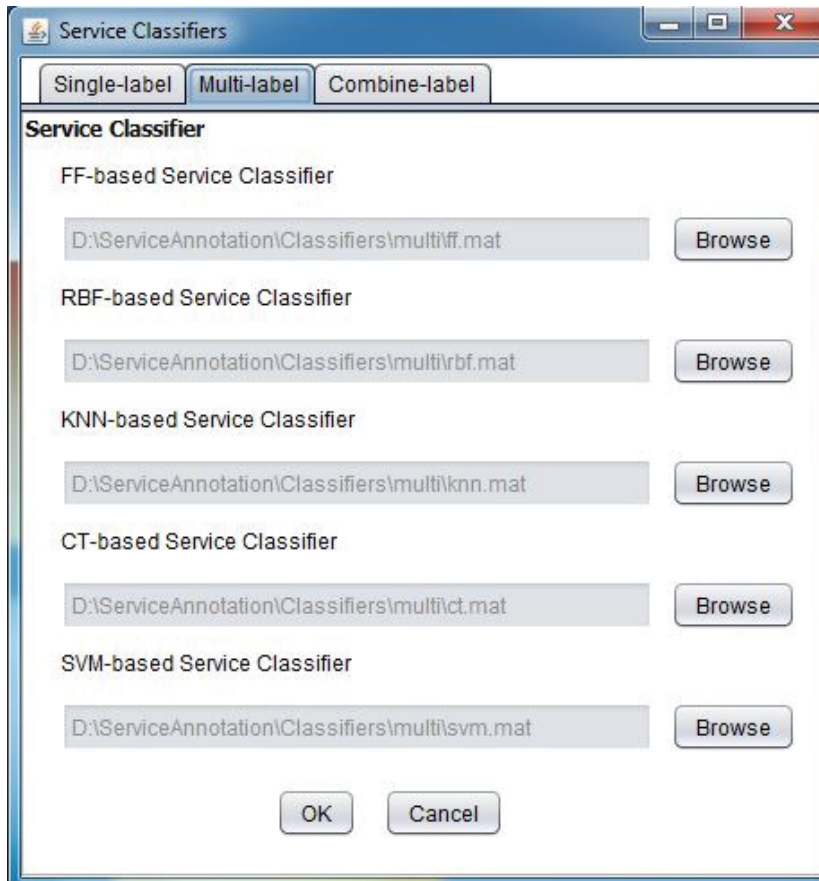 Service Classifiers
Single-label Multi-label Combine-label
Service Classifier
FF-based Service Classifier
D:\ServiceAnnotation\Classifiers\multi\ff.mat Browse
RBF-based Service Classifier
D:\ServiceAnnotation\Classifiers\multi\rbf.mat Browse
KNN-based Service Classifier
D:\ServiceAnnotation\Classifiers\multi\knn.mat Browse
CT-based Service Classifier
D:\ServiceAnnotation\Classifiers\multi\ct.mat Browse
SVM-based Service Classifier
D:\ServiceAnnotation\Classifiers\multi\svm.mat Browse
OK Cancel